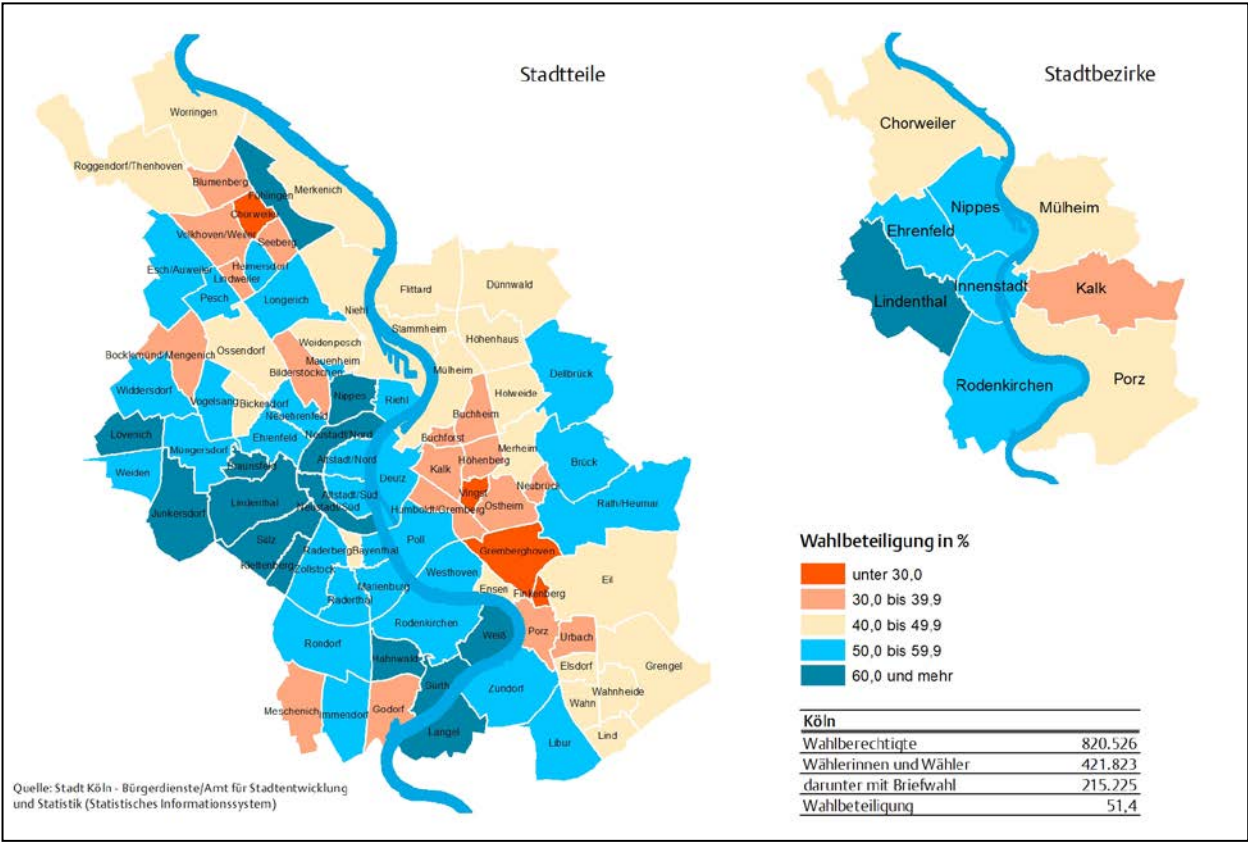 Stadtteile
Worringen
Roggendorf/Thenhoven
Blumenberg
Fühlingen
Merkenich
Chorweiler
Volkhoven/Weiler
Seeberg
Heimersdorf
Esch/Auweiler
Lindweiler
Pesch
Longerich
Niehl
Flittard
Dünnwald
Stammheim
Höhenhaus
Weidenpesch
Ossendorf
Bocklemünd/Mengenich
Mauenheim
Bilderstöckchen
Mülheim
Dellbrück
Widdersdorf
Vogelsang
Bickendorf
Nippes
Riehl
Holweide
Neuehrenfeld
Buchheim
Lövenich
Ehrenfeld
Neustadt/Nord
Buchforst
Müngersdorf
Merheim
Altstadt/Nord
Höhenberg
Brück
Braunsfeld
Kalk
Weiden
Deutz
Neubrück
Vingst
Altstadt/Süd
Lindenthal
Neustadt/Süd
Ostheim
Rath/Heumar
Junkersdorf
Humboldt/Gremberg
Sülz
Poll
Raderberg
Bayenthal
Gremberghoven
Klettenberg
Zollstock
Westhoven
Eil
Marienburg
Ensen
Finkenberg
Raderthal
Rodenkirchen
Weiß
Porz
Urbach
Rondorf
Hahnwald
Elsdorf
Grengel
Sürth
Zündorf
Wahnheide
Wahn
Meschenich
Immendorf
Godorf
Langel
Libur
Lind
Quelle: Stadt Köln - Bürgerdienste/Amt für Stadtentwicklung
und Statistik (Statistisches Informationssystem)
Stadtbezirke
Chorweiler
Nippes
Mülheim
Ehrenfeld
Innenstadt
Kalk
Lindenthal
Porz
Rodenkirchen
Wahlbeteiligung in %
unter 30,0
30,0 bis 39,9
40,0 bis 49,9
50,0 bis 59,9
60,0 und mehr
Köln
Wahlberechtigte 820.526
Wählerinnen und Wähler 421.823
darunter mit Briefwahl 215.225
Wahlbeteiligung 51,4